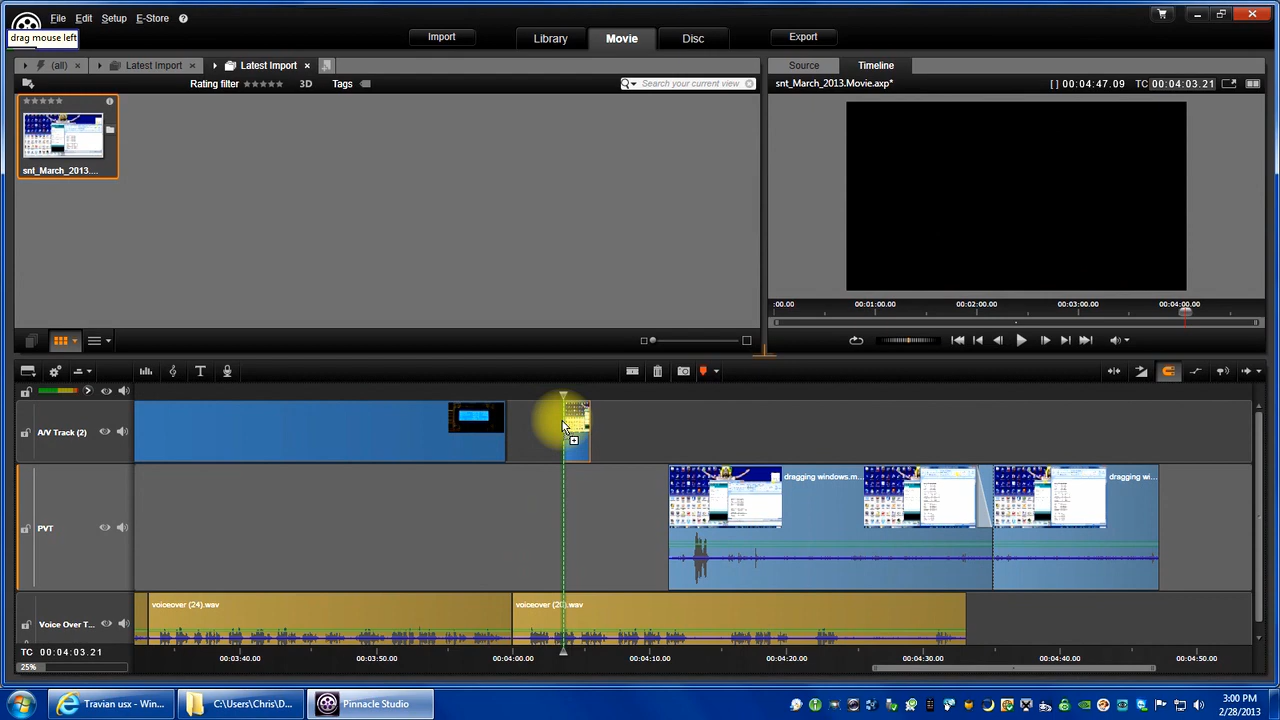 File Edit Setup E-Store ?
drag mouse left
Import Library Movie Disc Export
(all) × Latest Import × Latest Import ×
Source Timeline
Rating filter 3D Tags Search your current view
snt_March_2013.Movie.axp* [ ] 00:04:47.09 TC 00:04:03.21
snt_March_2013....
:00.00 00:01:00.00 00:02:00.00 00:03:00.00 00:04:00.00
A/V Track (2)
dragging windows.m... dragging wi...
PVT
voiceover (24).wav
Voice Over T...
TC 00:04:03.21
00:03:40.00 00:03:50.00 00:04:00.00 00:04:10.00 00:04:20.00 00:04:30.00 00:04:40.00 00:04:50.00
25%
Travian usx - Win... C:\Users\Chris\D... Pinnacle Studio
3:00 PM
2/28/2013